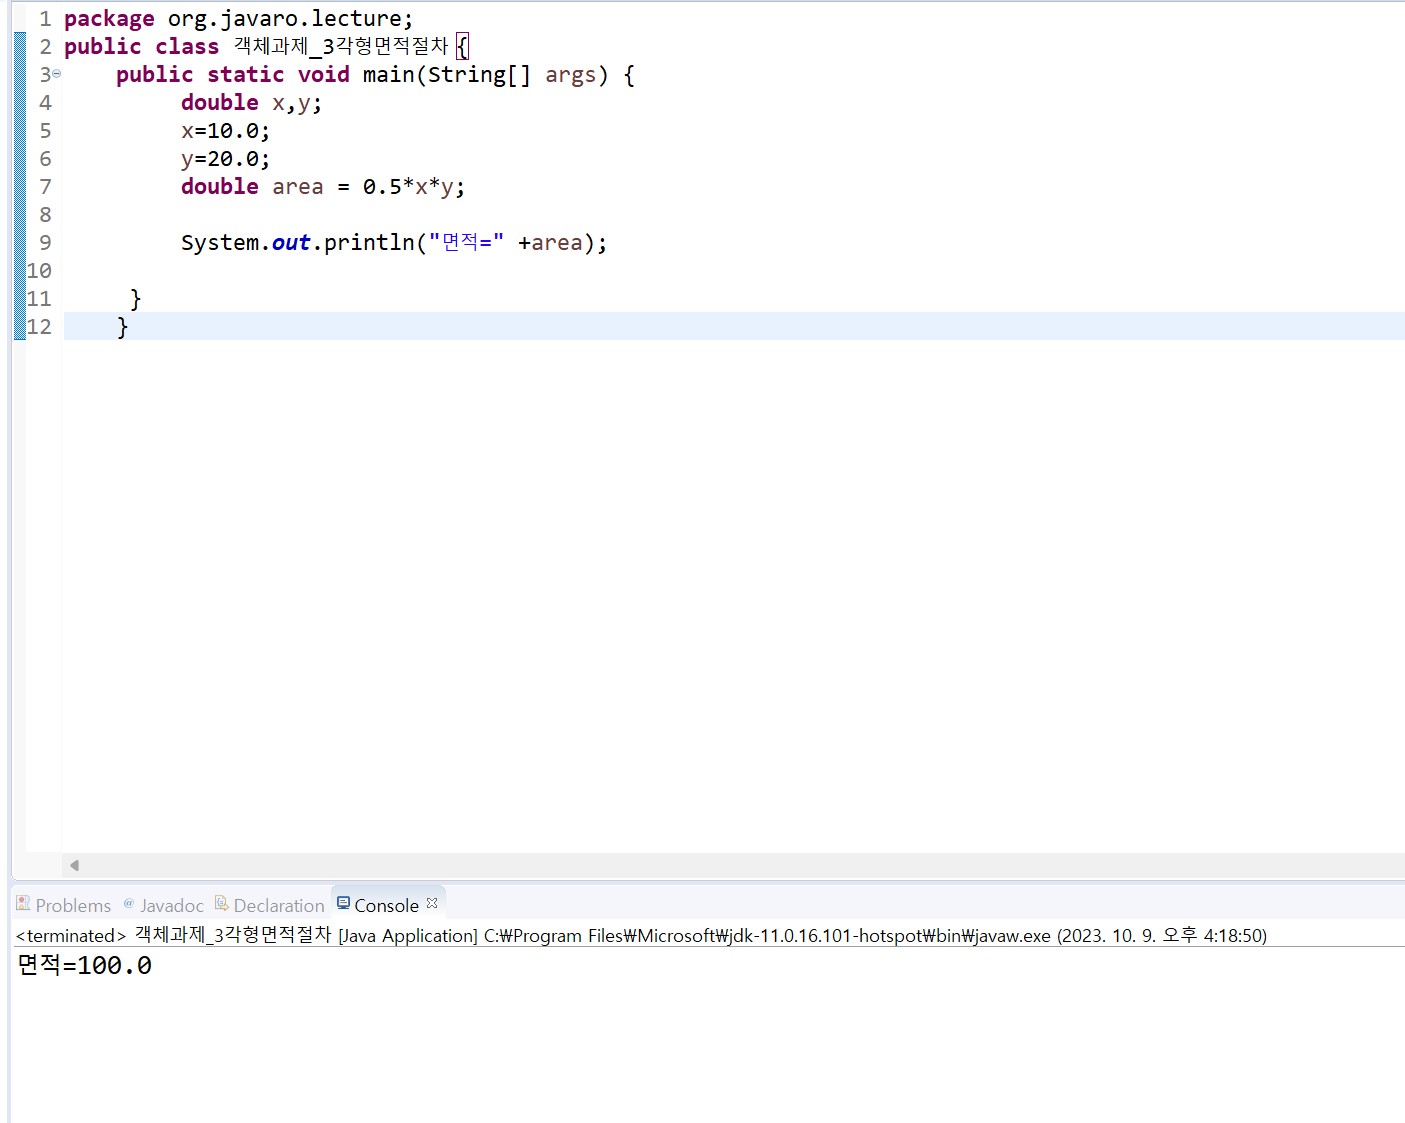 1 package org.javaro.lecture;
2 public class 객체과제_3각형면적절차 {
3 public static void main(String[] args) {
4 double x,y;
5 x=10.0;
6 y=20.0;
7 double area = 0.5*x*y;
8
9 System.out.println("면적=" +area);
10
11 }
12 }
Problems @ Javadoc Declaration Console
<terminated> 객체과제_3각형면적절차 [Java Application] C:₩Program Files₩Microsoft₩jdk-11.0.16.101-hotspot₩bin₩javaw.exe (2023. 10. 9. 오후 4:18:50)
면적=100.0